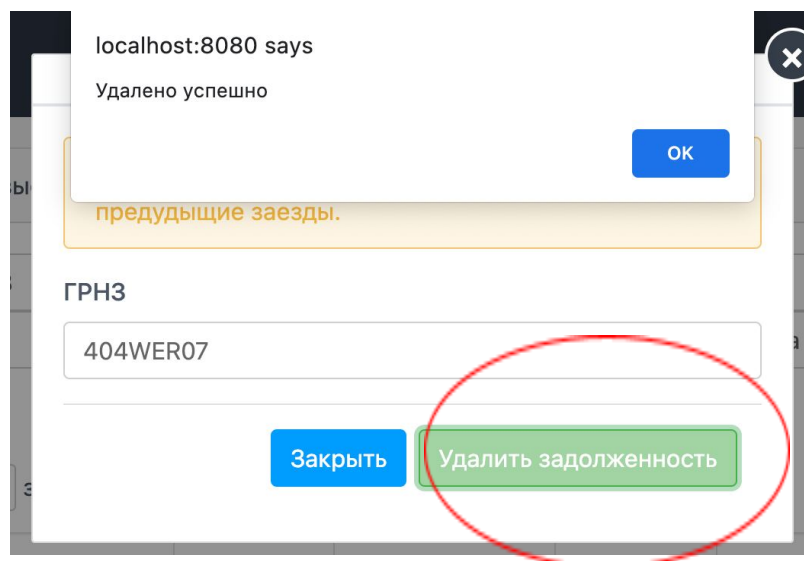 localhost:8080 says
Удалено успешно
OK
предудыщие заезды.
ГРНЗ
404WER07
Закрыть
Удалить задолженность